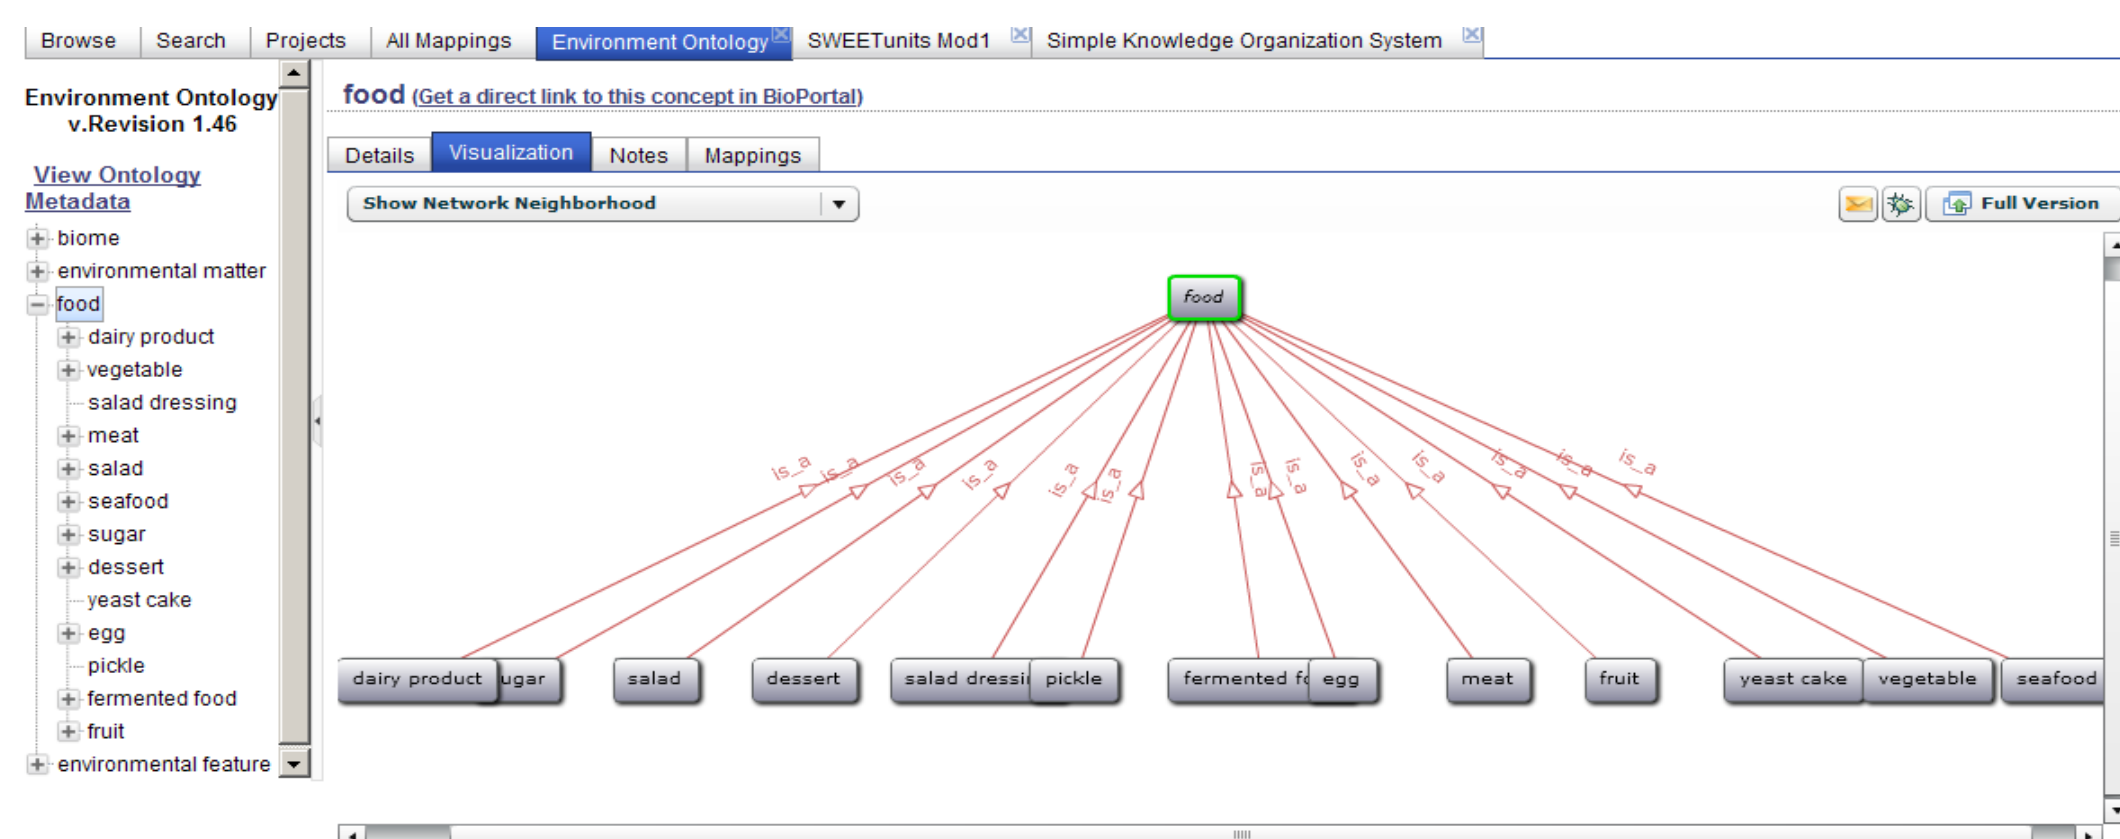 Browse Search Projects All Mappings Environment Ontology SWEETunits Mod1 Simple Knowledge Organization System
Environment Ontology
v.Revision 1.46
View Ontology
Metadata
biome
environmental matter
food
dairy product
vegetable
salad dressing
meat
salad
seafood
sugar
dessert
yeast cake
egg
pickle
fermented food
fruit
environmental feature
food (Get a direct link to this concept in BioPortal)
Details Visualization Notes Mappings
Show Network Neighborhood Full Version
food
is_a is_a is_a is_a is_a is_a is_a is_a is_a is_a is_a is_a is_a
dairy product ugar salad dessert salad dressi pickle fermented fo egg meat fruit yeast cake vegetable seafood